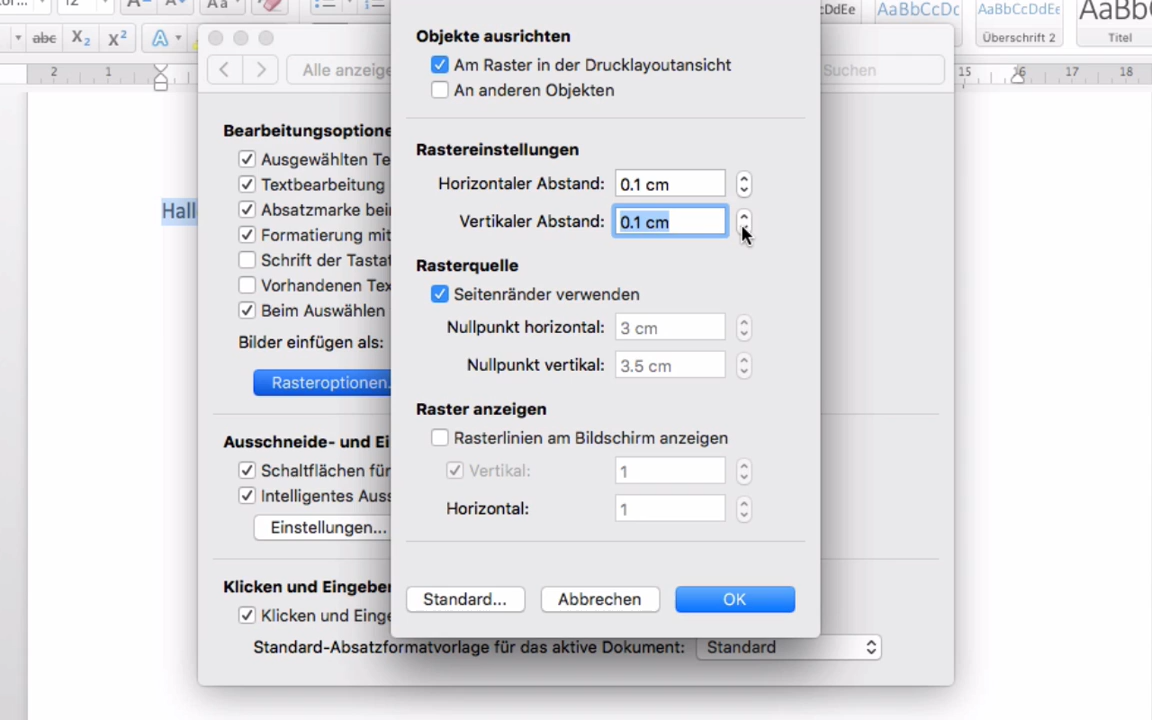 12
abc X₂ X² A
AaBbCcDc AaBbCcDdEe AaBb
Überschrift 2 Titel
2 1 15 16 17 18
Alle anzeige Suchen
Objekte ausrichten
Am Raster in der Drucklayoutansicht
An anderen Objekten
Bearbeitungsoptione
Ausgewählten Te
Textbearbeitung
Absatzmarke bei
Formatierung mit
Schrift der Tastat
Vorhandenen Tex
Beim Auswählen
Bilder einfügen als:
Rasteroptionen.
Hall
Rastereinstellungen
Horizontaler Abstand: 0.1 cm
Vertikaler Abstand: 0.1 cm
Rasterquelle
Seitenränder verwenden
Nullpunkt horizontal: 3 cm
Nullpunkt vertikal: 3.5 cm
Raster anzeigen
Rasterlinien am Bildschirm anzeigen
Vertikal: 1
Horizontal: 1
Ausschneide- und Ei
Schaltflächen für
Intelligentes Auss
Einstellungen...
Klicken und Eingeber
Klicken und Einge
Standard... Abbrechen OK
Standard-Absatzformatvorlage für das aktive Dokument: Standard